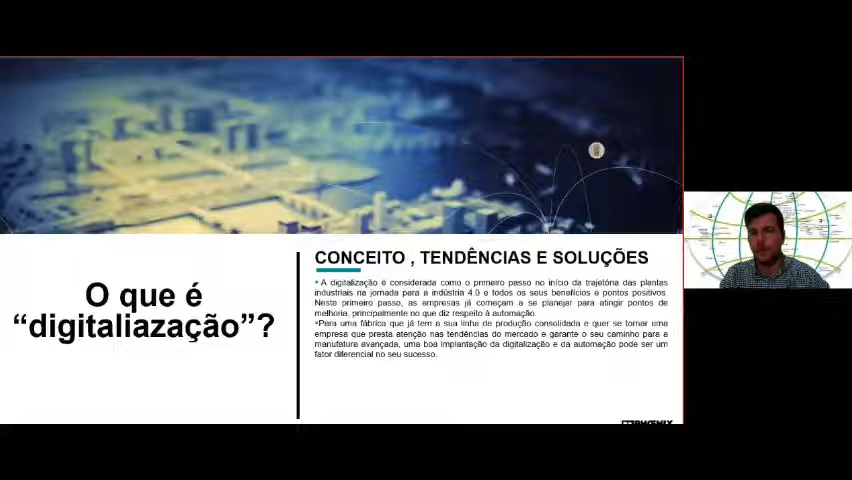 O que é
“digitaliazação”?
CONCEITO , TENDÊNCIAS E SOLUÇÕES
• A digitalização é considerada como o primeiro passo no início da trajetória das plantas
industriais na jornada para a indústria 4.0 e todos os seus benefícios e pontos positivos.
Neste primeiro passo, as empresas já começam a se planejar para atingir pontos de
melhoria, principalmente no que diz respeito à automação.
•Para uma fábrica que já tem a sua linha de produção consolidada e quer se tornar uma
empresa que presta atenção nas tendências do mercado e garante o seu caminho para a
manufatura avançada, uma boa implantação da digitalização e da automação pode ser um
fator diferencial no seu sucesso.